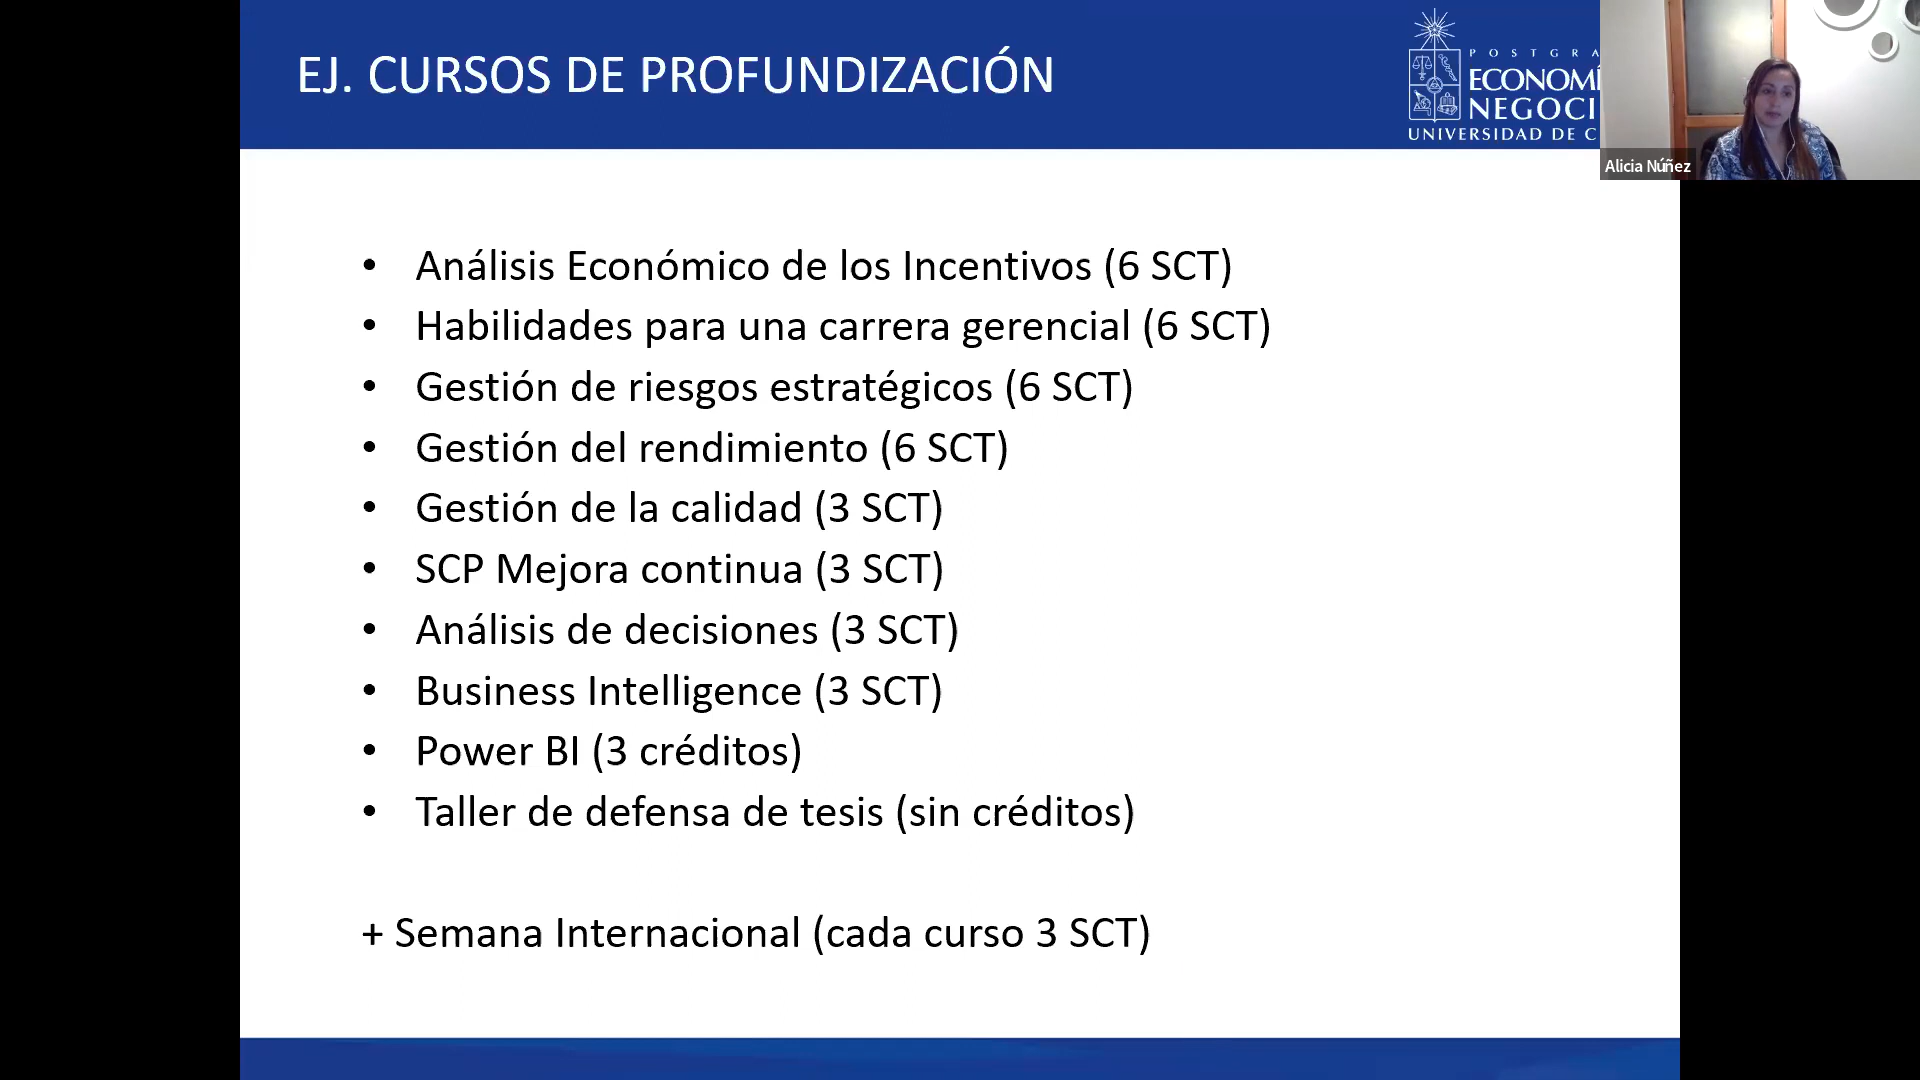 EJ. CURSOS DE PROFUNDIZACIÓN
POSTGRA
ECONOMÍ
NEGOCI
UNIVERSIDAD DE C
Alicia Núñez
• Análisis Económico de los Incentivos (6 SCT)
• Habilidades para una carrera gerencial (6 SCT)
• Gestión de riesgos estratégicos (6 SCT)
• Gestión del rendimiento (6 SCT)
• Gestión de la calidad (3 SCT)
• SCP Mejora continua (3 SCT)
• Análisis de decisiones (3 SCT)
• Business Intelligence (3 SCT)
• Power BI (3 créditos)
• Taller de defensa de tesis (sin créditos)
+ Semana Internacional (cada curso 3 SCT)